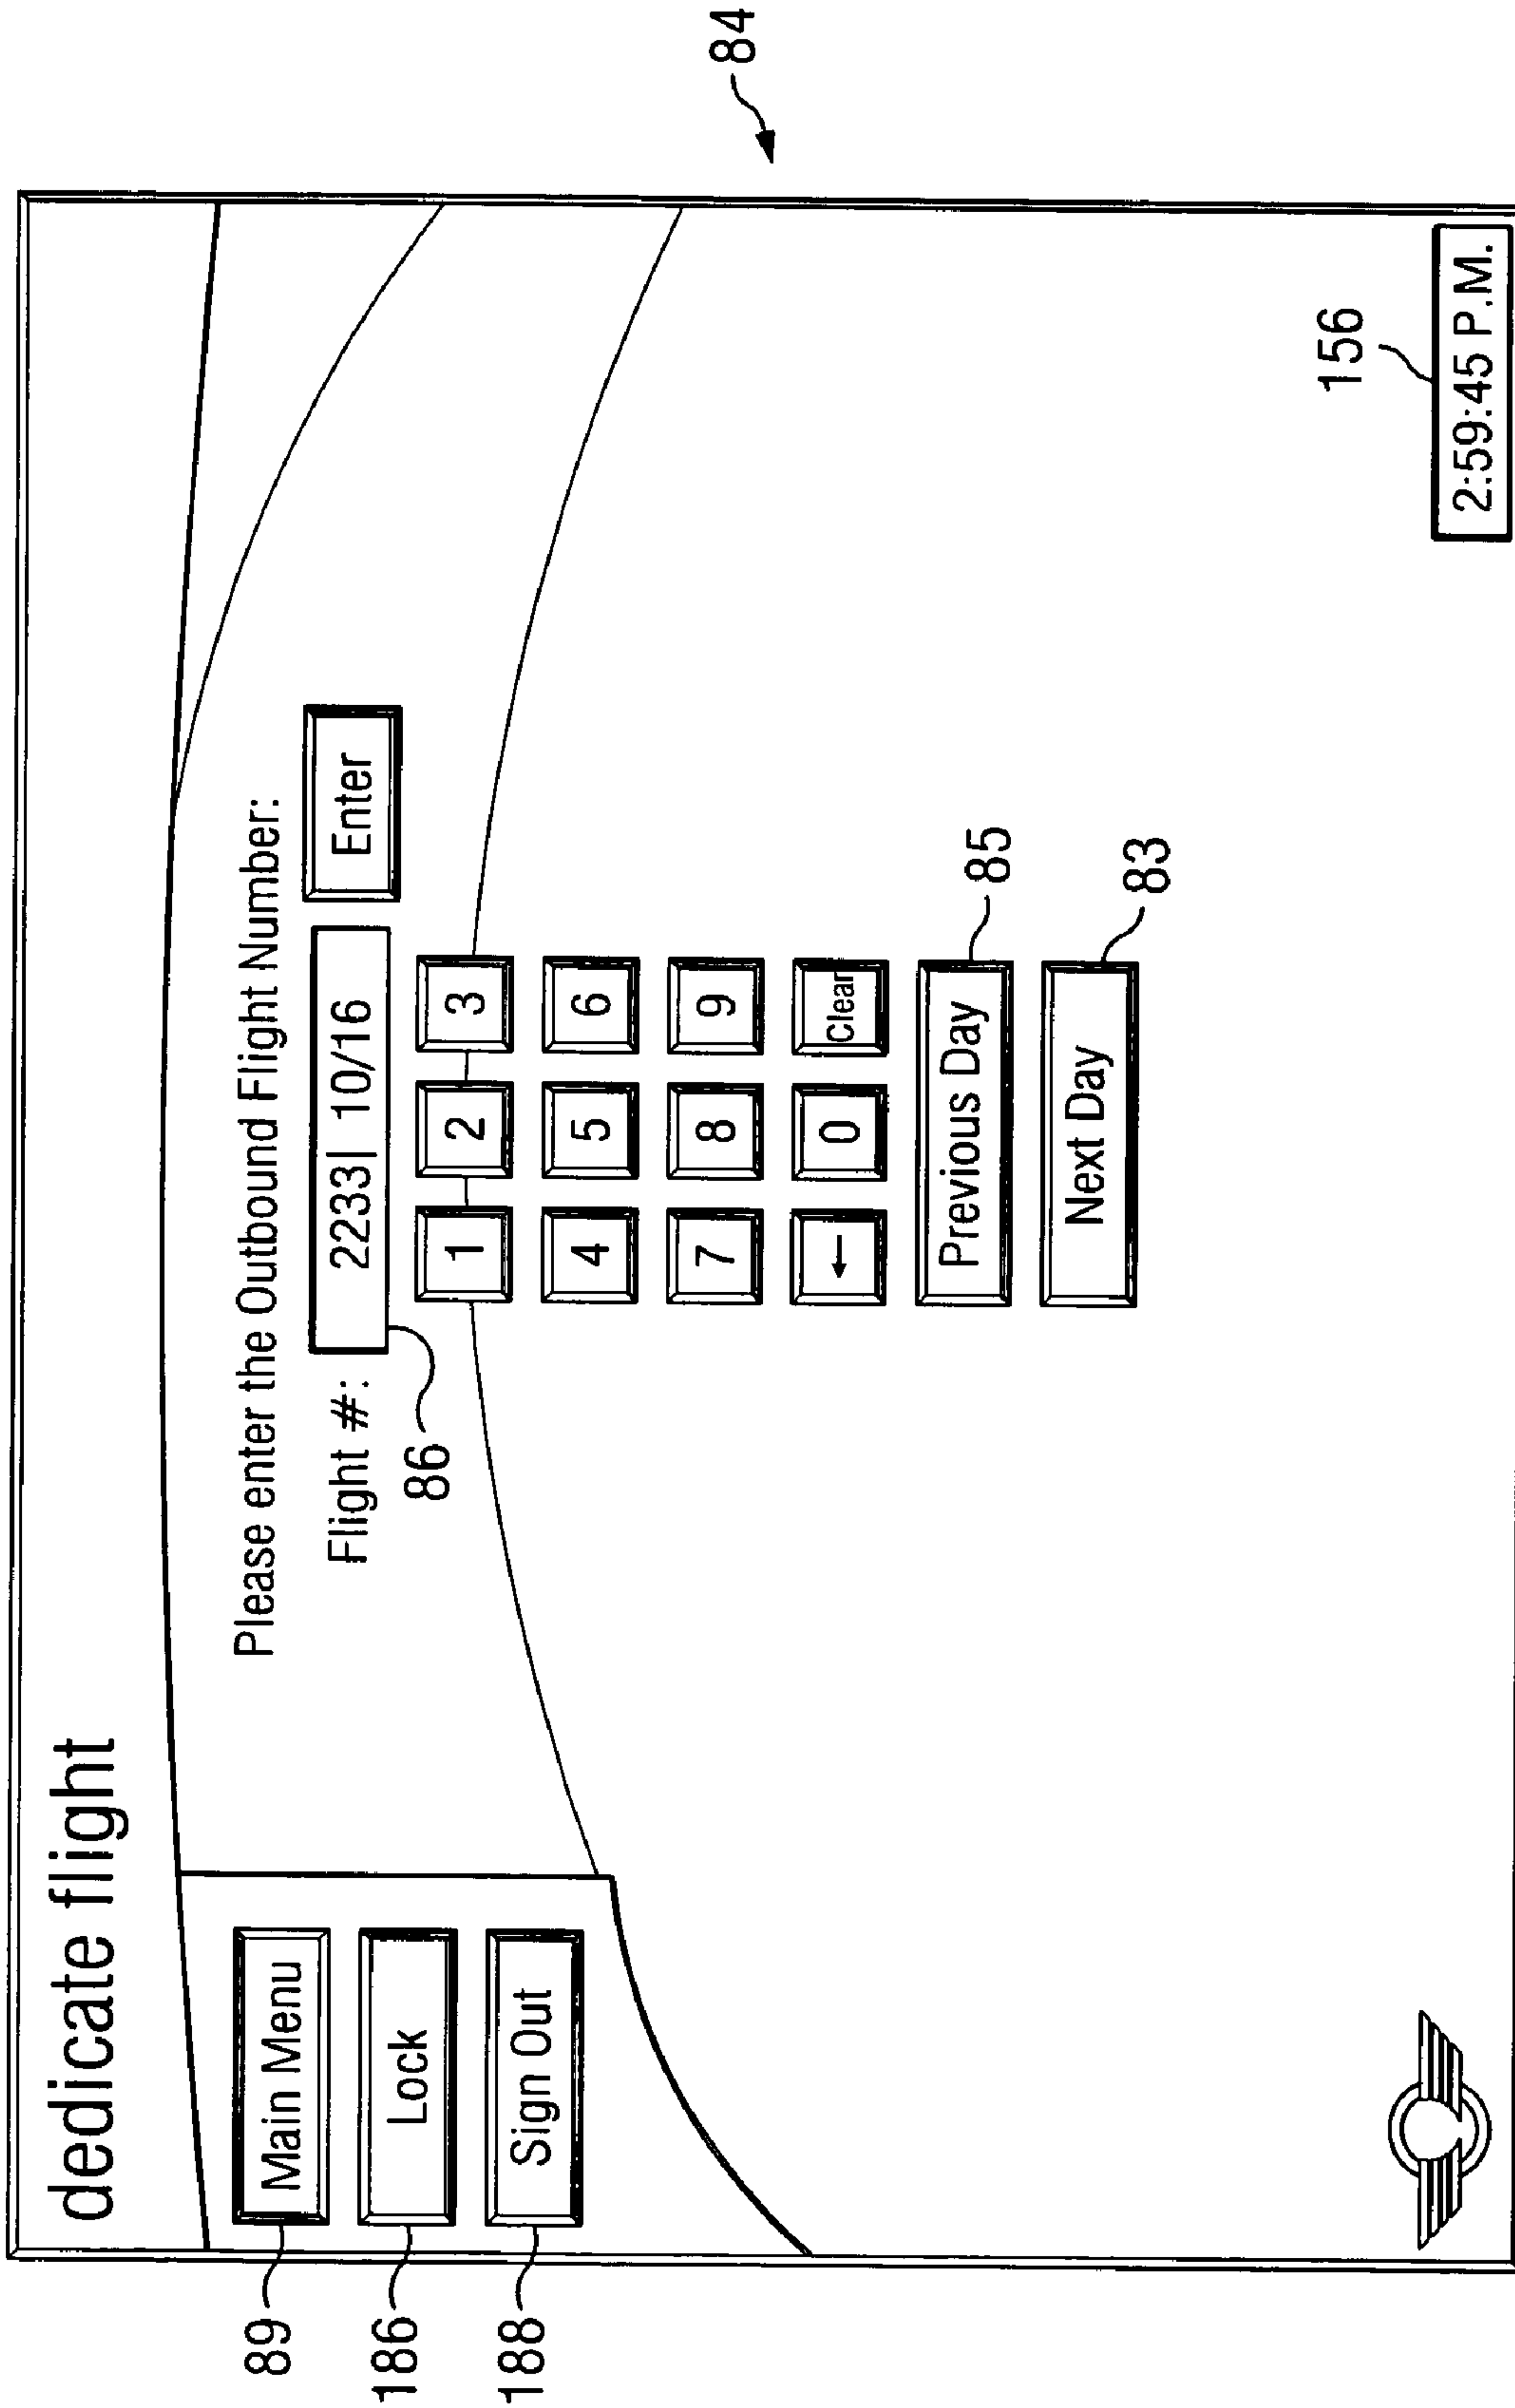 dedicate flight
84
89
Main Menu
186
Lock
188
Sign Out
Please enter the Outbound Flight Number:
Flight #: 2233| 10/16 Enter
86
1 2 3
4 5 6
7 8 9
← 0 Clear
Previous Day 85
Next Day 83
156
2:59:45 P.M.